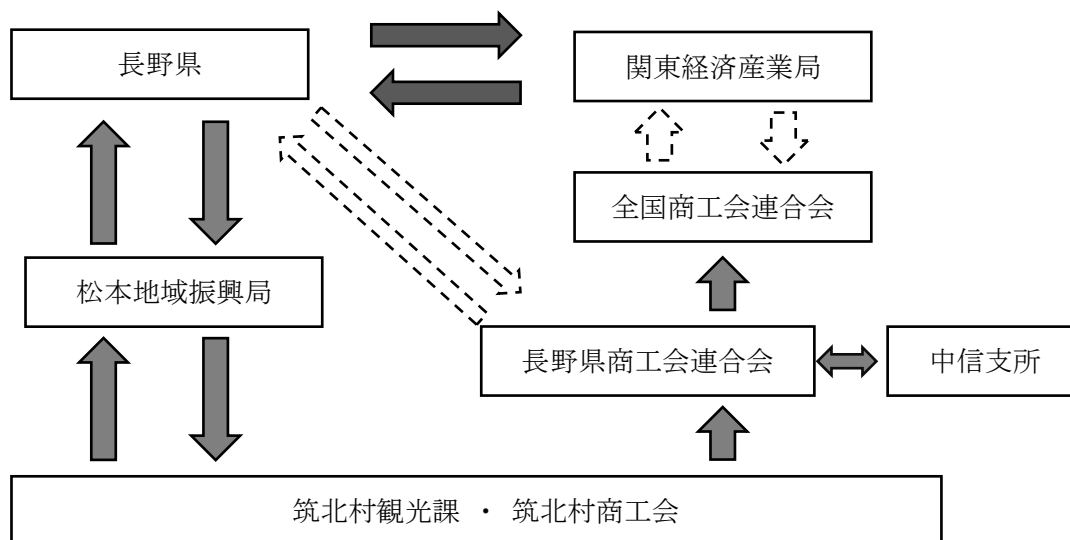 長野県
関東経済産業局
全国商工会連合会
松本地域振興局
長野県商工会連合会
中信支所
筑北村観光課 ・ 筑北村商工会